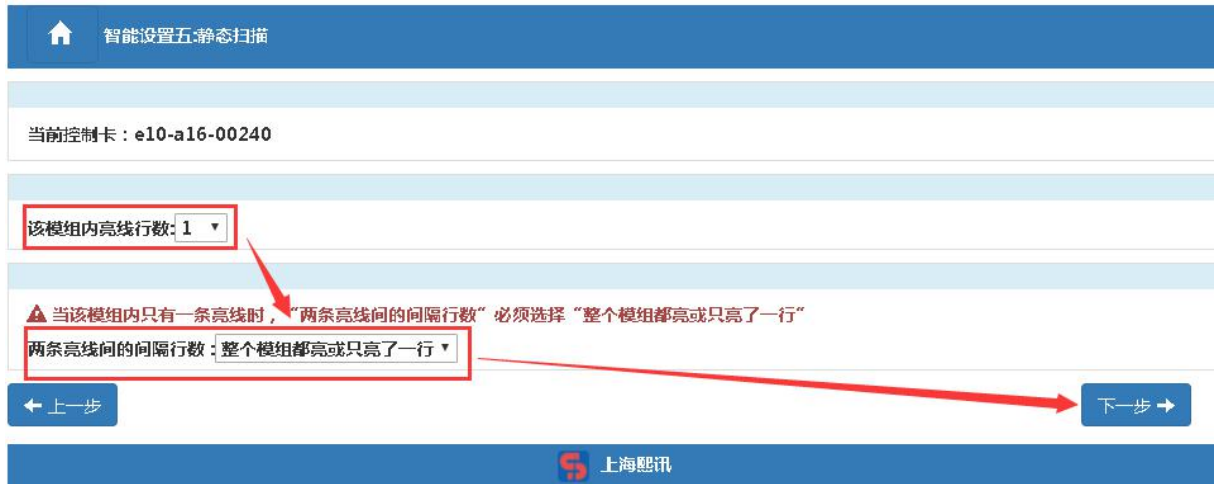 智能设置五:静态扫描
当前控制卡：e10-a16-00240
该模组内亮线行数:1
当该模组内只有一条亮线时，“两条亮线间的间隔行数”必须选择“整个模组都亮或只亮了一行”
两条亮线间的间隔行数:整个模组都亮或只亮了一行
上一步
下一步
上海熙讯